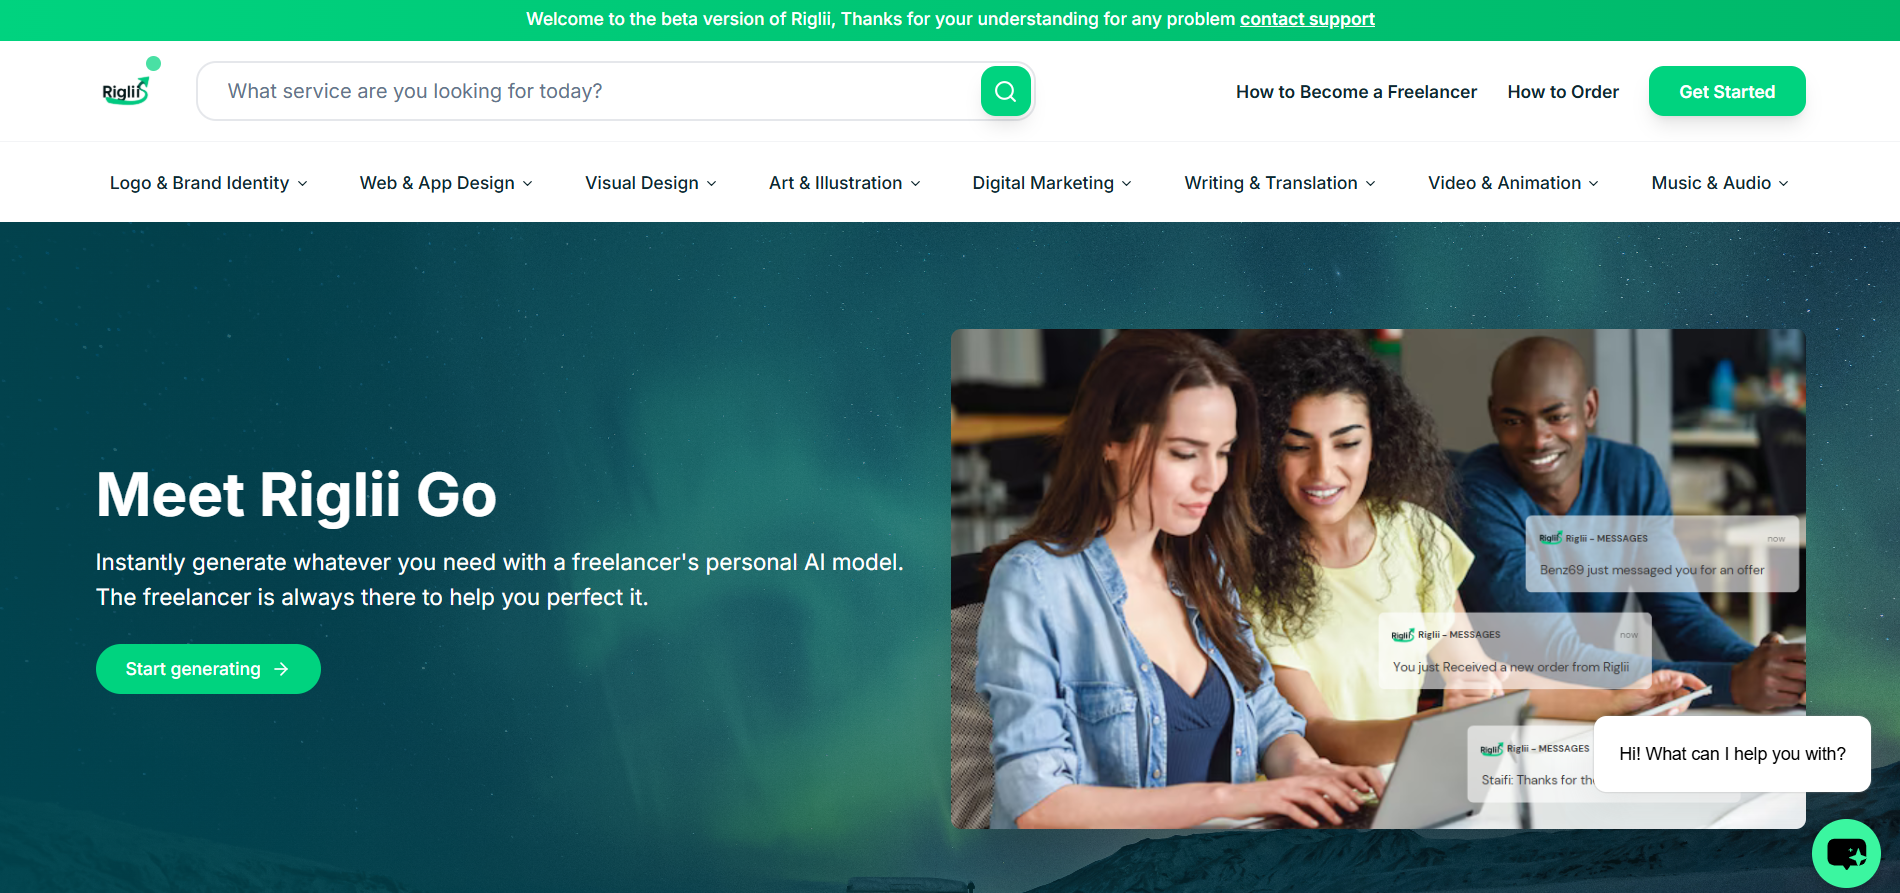 Welcome to the beta version of Riglii, Thanks for your understanding for any problem contact support
Riglii
What service are you looking for today?
How to Become a Freelancer
How to Order
Get Started
Logo & Brand Identity
Web & App Design
Visual Design
Art & Illustration
Digital Marketing
Writing & Translation
Video & Animation
Music & Audio
Meet Riglii Go
Instantly generate whatever you need with a freelancer's personal AI model.
The freelancer is always there to help you perfect it.
Start generating
Riglii Riglii - MESSAGES now
Benz69 just messaged you for an offer
Riglii Riglii - MESSAGES now
You just Received a new order from Riglii
Riglii Riglii - MESSAGES
Staifi: Thanks for
Hi! What can I help you with?